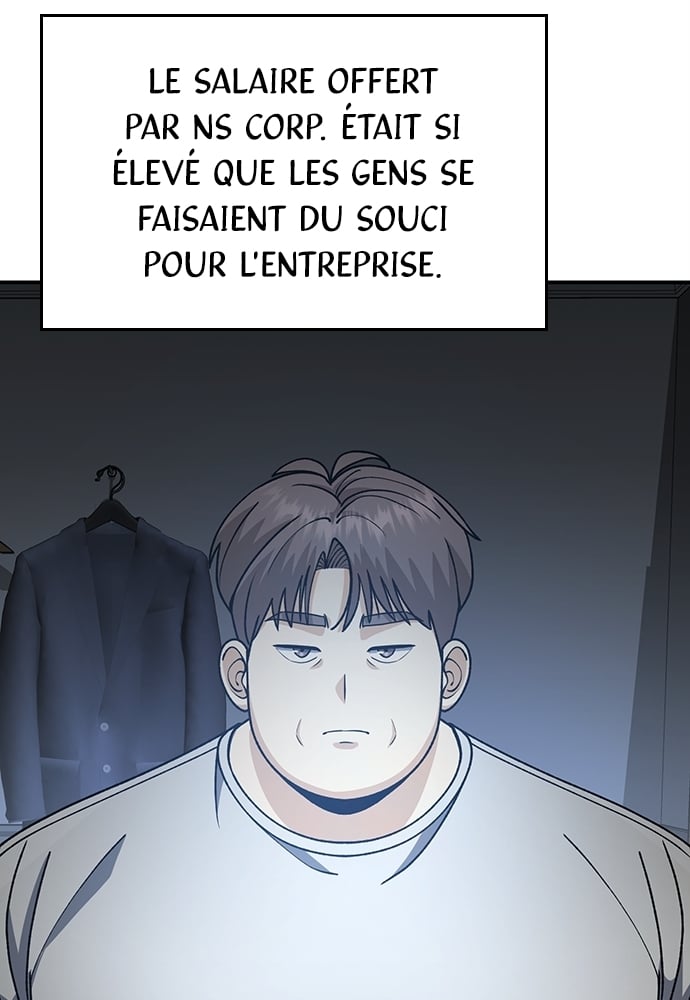 LE SALAIRE OFFERT
PAR NS CORP. ÉTAIT SI
ÉLEVÉ QUE LES GENS SE
FAISAIENT DU SOUCI
POUR L'ENTREPRISE.